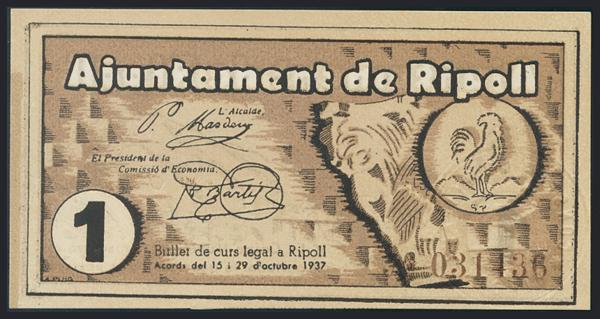 Ajuntament de Ripoll
L'Alcalde,
El President de la
Comissió d'Economia.
1
Bitllet de curs legal a Ripoll
Acords del 15 i 29 d'octubre 1937
031436